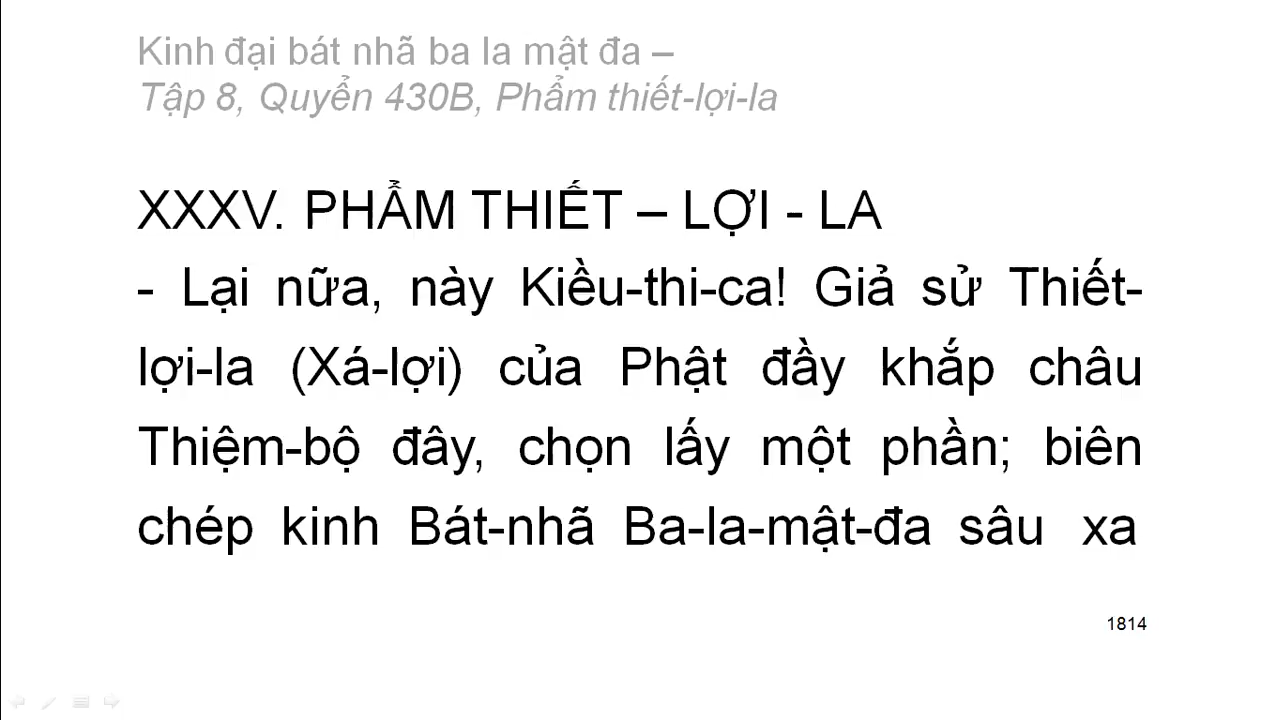 Kinh đại bát nhã ba la mật đa –
Tập 8, Quyển 430B, Phẩm thiết-lợi-la
XXXV. PHẨM THIẾT – LỢI - LA
- Lại nữa, này Kiều-thi-ca! Giả sử Thiết-
lợi-la (Xá-lợi) của Phật đầy khắp châu
Thiệm-bộ đây, chọn lấy một phần; biên
chép kinh Bát-nhã Ba-la-mật-đa sâu xa
1814